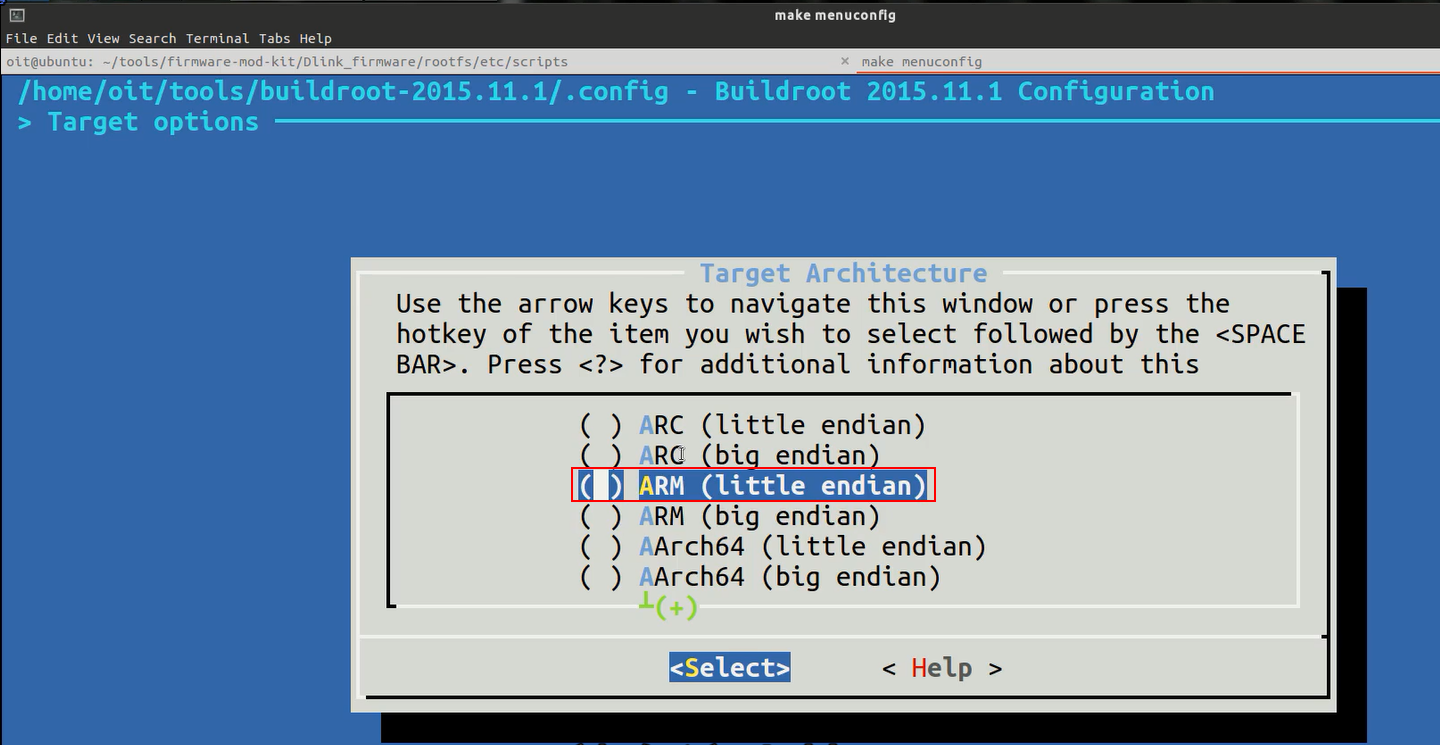 make menuconfig
File Edit View Search Terminal Tabs Help
oit@ubuntu: ~/tools/firmware-mod-kit/Dlink_firmware/rootfs/etc/scripts × make menuconfig
/home/oit/tools/buildroot-2015.11.1/.config - Buildroot 2015.11.1 Configuration
> Target options
Target Architecture
Use the arrow keys to navigate this window or press the
hotkey of the item you wish to select followed by the <SPACE
BAR>. Press <?> for additional information about this
( ) ARC (little endian)
( ) ARC (big endian)
( ) ARM (little endian)
( ) ARM (big endian)
( ) AArch64 (little endian)
( ) AArch64 (big endian)
┴(+)
<Select> < Help >